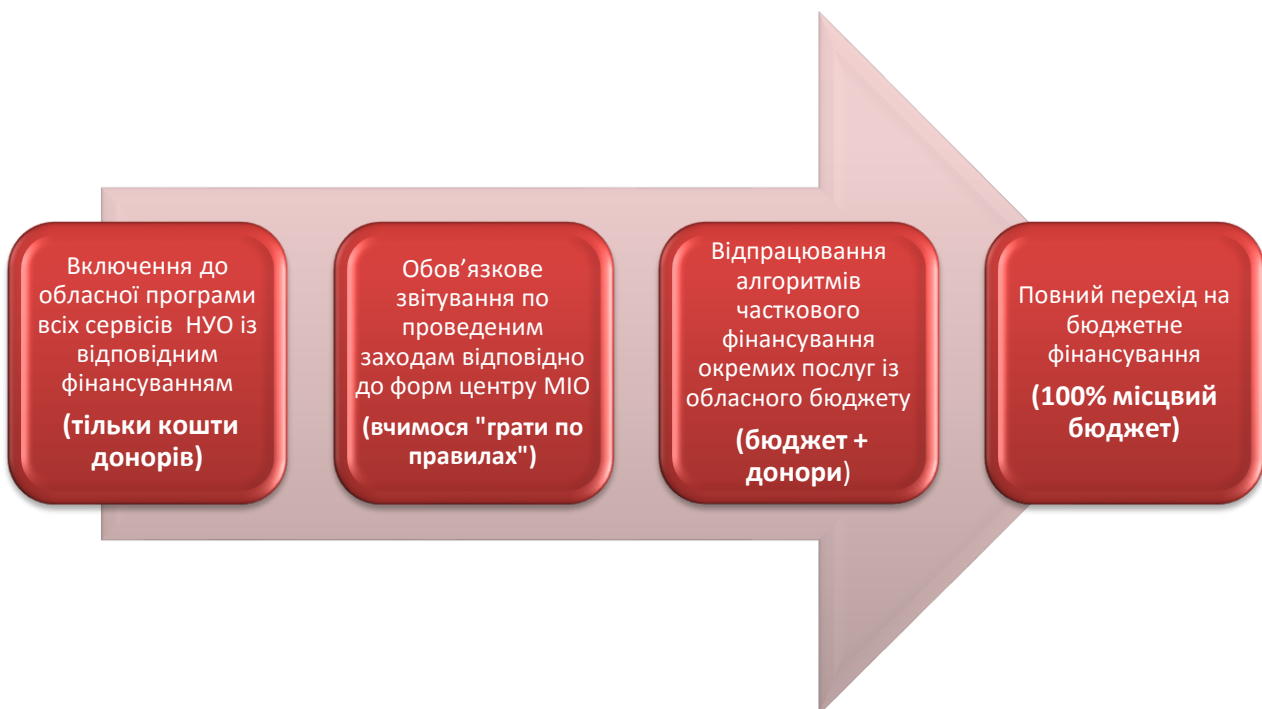 Включення до
обласної програми
всіх сервісів НУО із
відповідним
фінансуванням
(тільки кошти
донорів)
Обов’язкове
звітування по
проведеним
заходам відповідно
до форм центру МІО
(вчимося "грати по
правилах")
Відпрацювання
алгоритмів
часткового
фінансування
окремих послуг із
обласного бюджету
(бюджет +
донори)
Повний перехід на
бюджетне
фінансування
(100% місцвий
бюджет)